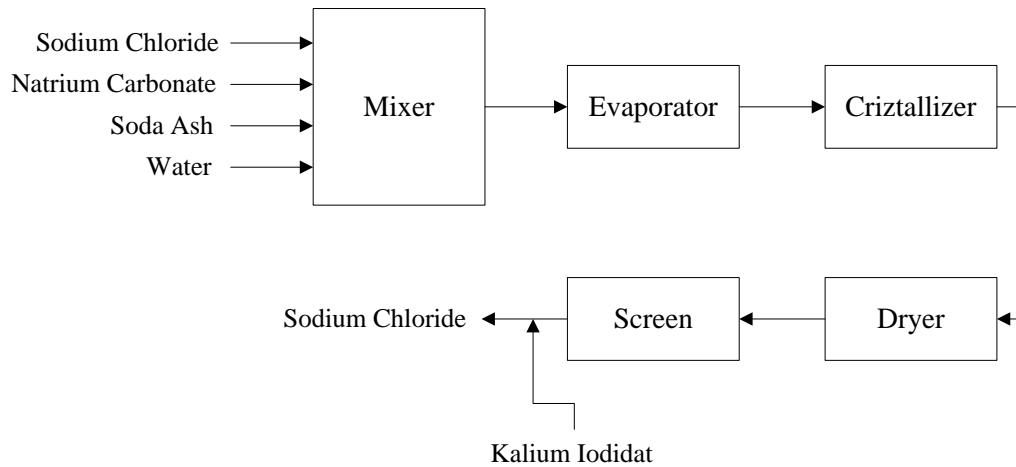 Sodium Chloride
Natrium Carbonate
Soda Ash
Water
Mixer
Evaporator
Criztallizer
Sodium Chloride
Screen
Dryer
Kalium Iodidat